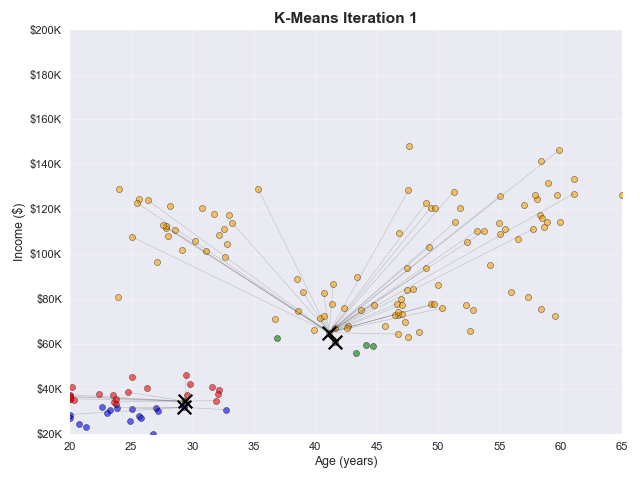 K-Means Iteration 1
$200K
$180K
$160K
$140K
$120K
$100K
$80K
$60K
$40K
$20K
Income ($)
20 25 30 35 40 45 50 55 60 65
Age (years)